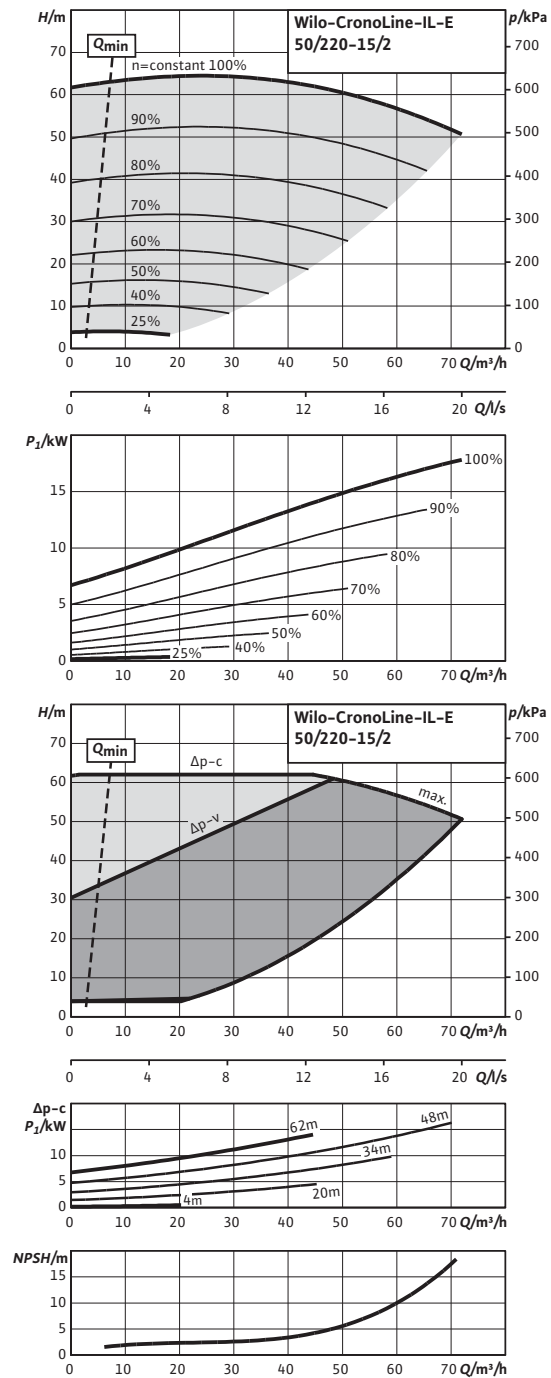 H/m
p/kPa
Wilo-CronoLine-IL-E
50/220-15/2
Qmin
n=constant 100%
90%
80%
70%
60%
50%
40%
25%
70
60
50
40
30
20
10
0
700
600
500
400
300
200
100
0
0 10 20 30 40 50 60 70 Q/m³/h
0 4 8 12 16 20 Q/l/s
P1/kW
15
10
5
0
100%
90%
80%
70%
60%
50%
40%
25%
0 10 20 30 40 50 60 70 Q/m³/h
H/m
p/kPa
Wilo-CronoLine-IL-E
50/220-15/2
Qmin
Δp-c
Δp-v
max.
70
60
50
40
30
20
10
0
700
600
500
400
300
200
100
0
0 10 20 30 40 50 60 70 Q/m³/h
0 4 8 12 16 20 Q/l/s
Δp-c
P1/kW
10
5
0
62m
48m
34m
20m
4m
0 10 20 30 40 50 60 70 Q/m³/h
NPSH/m
15
10
5
0
0 10 20 30 40 50 60 70 Q/m³/h